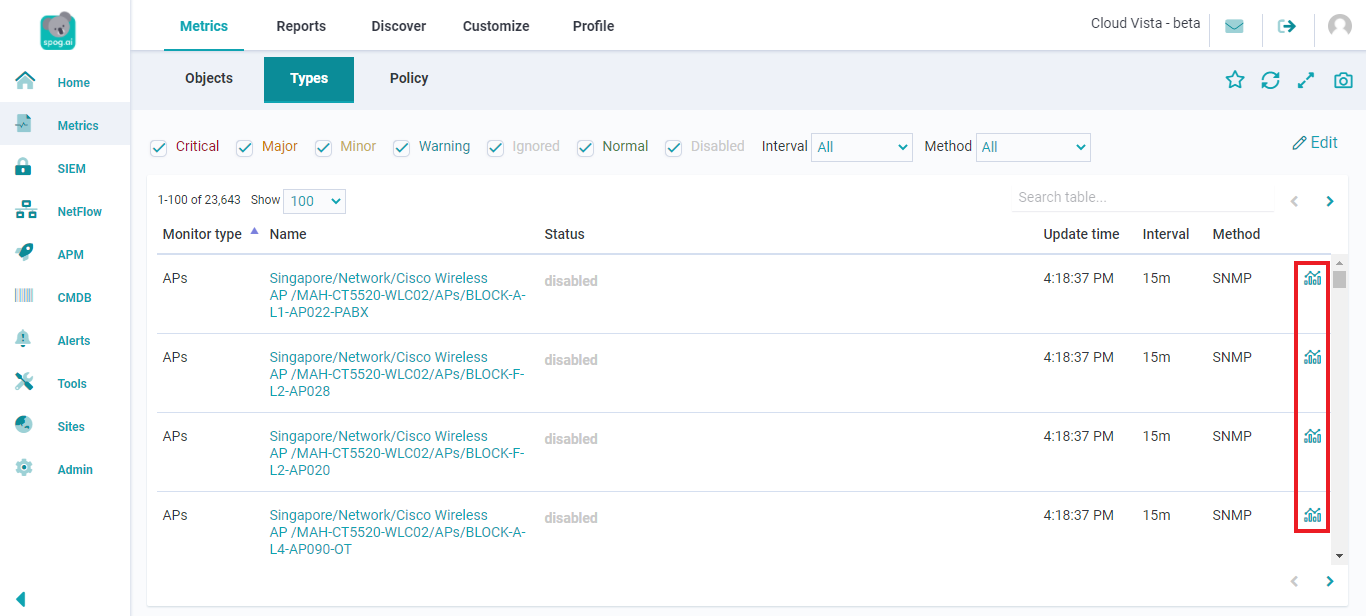 spog.ai
Metrics Reports Discover Customize Profile
Cloud Vista - beta
Home
Metrics
SIEM
NetFlow
APM
CMDB
Alerts
Tools
Sites
Admin
Objects Types Policy
Critical Major Minor Warning Ignored Normal Disabled Interval All Method All
Edit
1-100 of 23,643 Show 100
Search table...
Monitor type Name Status Update time Interval Method
APs Singapore/Network/Cisco Wireless disabled 4:18:37 PM 15m SNMP
AP /MAH-CT5520-WLC02/APs/BLOCK-A-
L1-AP022-PABX
APs Singapore/Network/Cisco Wireless disabled 4:18:37 PM 15m SNMP
AP /MAH-CT5520-WLC02/APs/BLOCK-F-
L2-AP028
APs Singapore/Network/Cisco Wireless disabled 4:18:37 PM 15m SNMP
AP /MAH-CT5520-WLC02/APs/BLOCK-F-
L2-AP020
APs Singapore/Network/Cisco Wireless disabled 4:18:37 PM 15m SNMP
AP /MAH-CT5520-WLC02/APs/BLOCK-A-
L4-AP090-OT